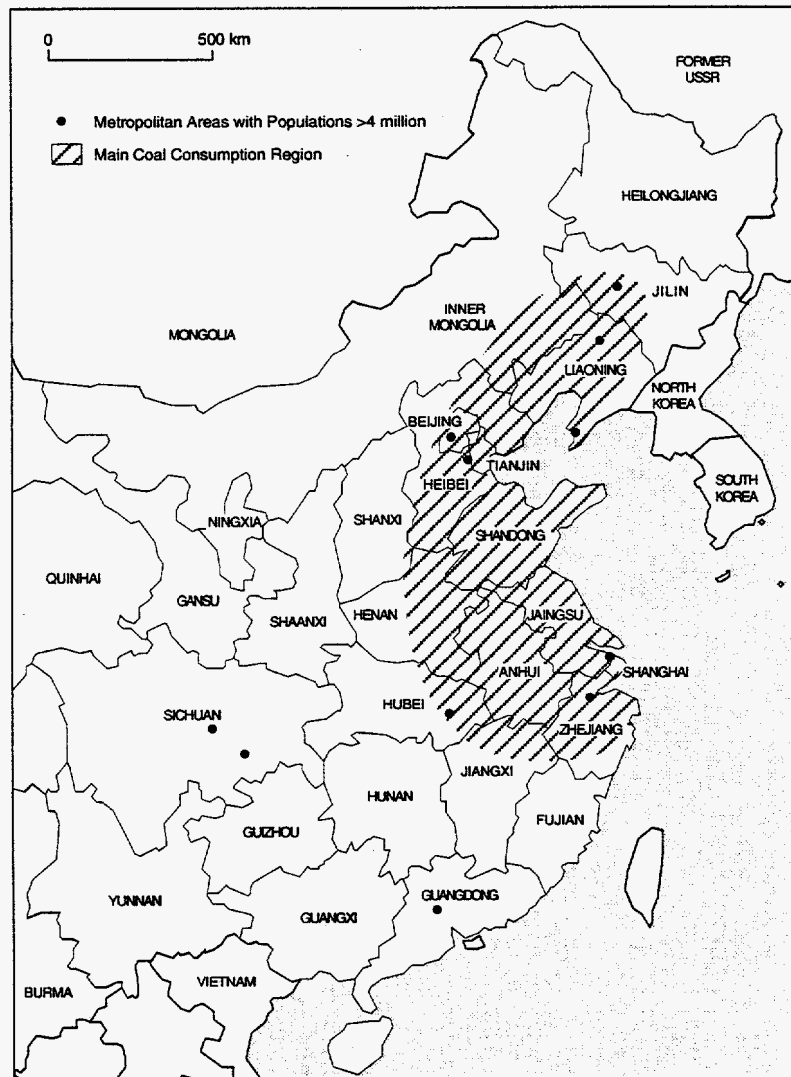 0 500 km
Metropolitan Areas with Populations >4 million
Main Coal Consumption Region
FORMER
USSR
HEILONGJIANG
JILIN
INNER
MONGOLIA
MONGOLIA
LIAONING
NORTH
KOREA
BEIJING
TIANJIN
HEIBEI
SOUTH
KOREA
SHANXI
NINGXIA
SHANDONG
QUINHAI
GANSU
SHAANXI
HENAN
JAINGSU
ANHUI
SHANGHAI
HUBEI
SICHUAN
ZHEJIANG
JIANGXI
HUNAN
FUJIAN
GUIZHOU
YUNNAN
GUANGXI
GUANGDONG
VIETNAM
BURMA